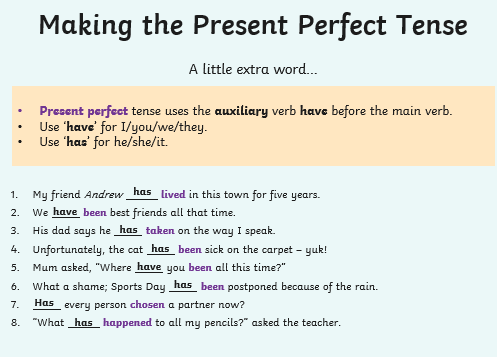 Making the Present Perfect Tense
A little extra word...
• Present perfect tense uses the auxiliary verb have before the main verb.
• Use ‘have’ for I/you/we/they.
• Use ‘has’ for he/she/it.
1. My friend Andrew has lived in this town for five years.
2. We have been best friends all that time.
3. His dad says he has taken on the way I speak.
4. Unfortunately, the cat has been sick on the carpet – yuk!
5. Mum asked, “Where have you been all this time?”
6. What a shame; Sports Day has been postponed because of the rain.
7. Has every person chosen a partner now?
8. “What has happened to all my pencils?” asked the teacher.